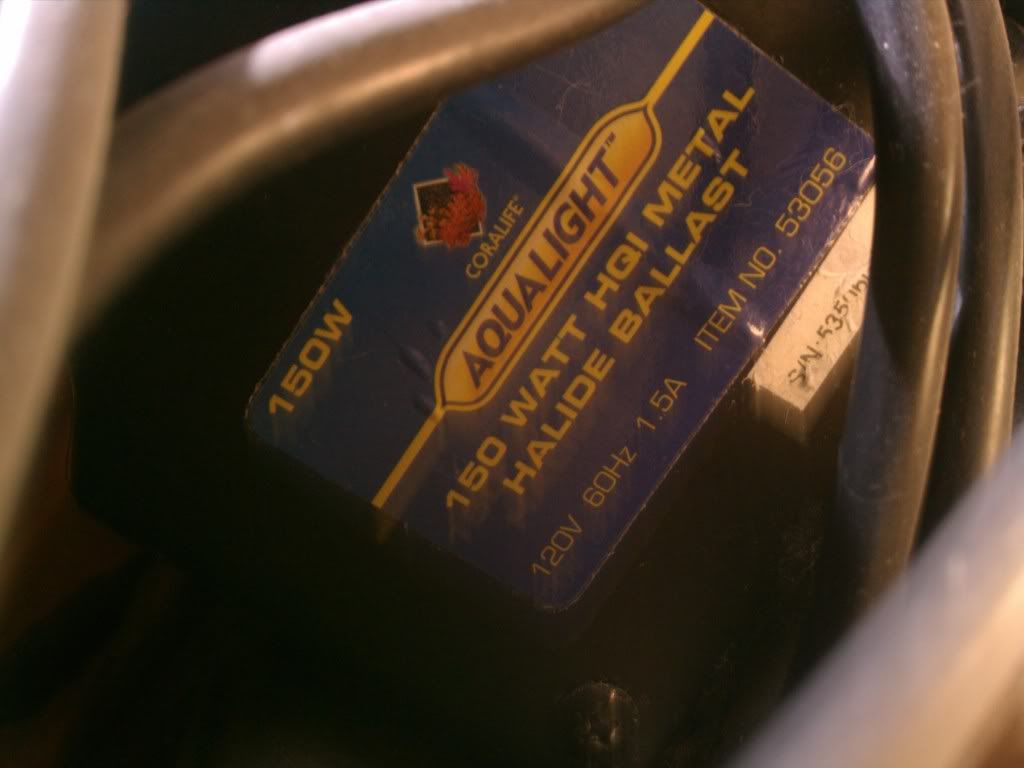 150W
CORALIFE
AQUALIGHT™
150 WATT HQI METAL
HALIDE BALLAST
120V 60Hz 1.5A
ITEM NO. 53056